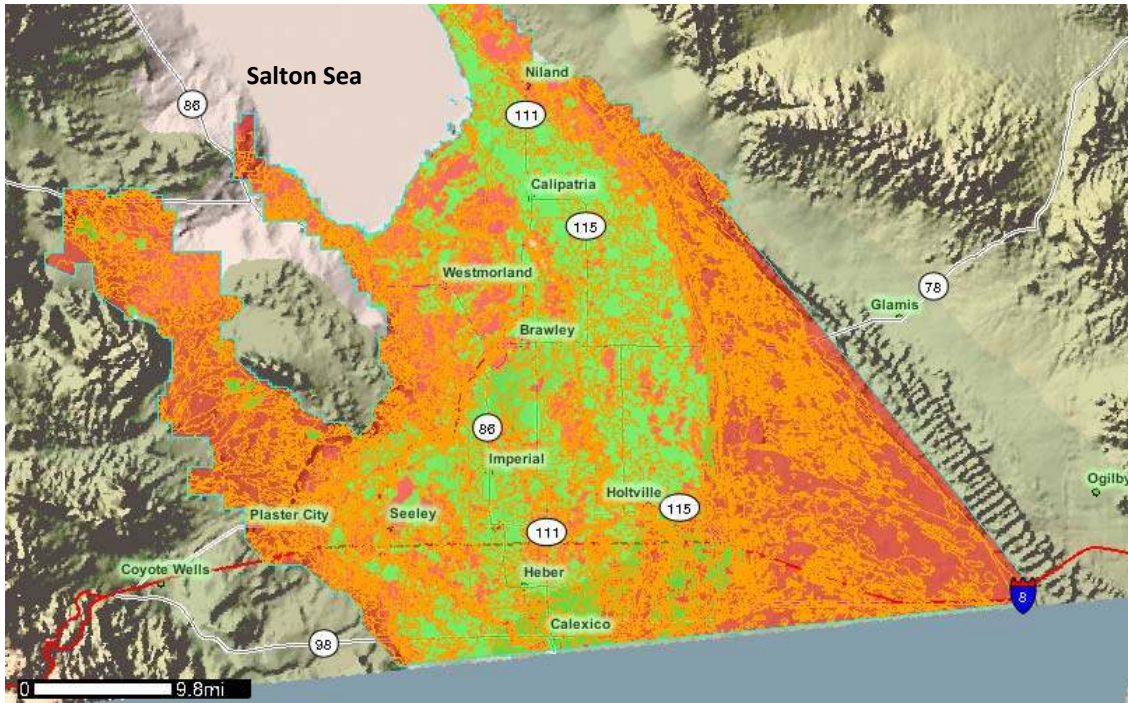 Salton Sea
Niland
86
111
Calipatria
115
Westmorland
78
Glamis
Brawley
86
Imperial
Ogilby
Holtville
115
Plaster City
Seeley
111
Coyote Wells
Heber
8
Calexico
98
0 9.8mi